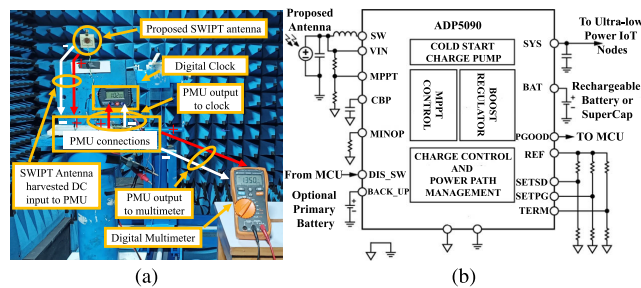 Proposed SWIPT antenna
Digital Clock
PMU output
to clock
PMU connections
SWIPT Antenna
harvested DC
input to PMU
PMU output
to multimeter
Digital Multimeter
(a)
Proposed
Antenna
ADP5090
SW
VIN
MPPT
CBP
MINOP
DIS_SW
BACK_UP
From MCU
Optional
Primary
Battery
COLD START
CHARGE PUMP
MPPT
CONTROL
BOOST
REGULATOR
CHARGE CONTROL
AND
POWER PATH
MANAGEMENT
SYS
BAT
PGOOD
REF
SETSD
SETPG
TERM
To Ultra-low
Power IoT
Nodes
Rechargeable
Battery or
SuperCap
TO MCU
(b)